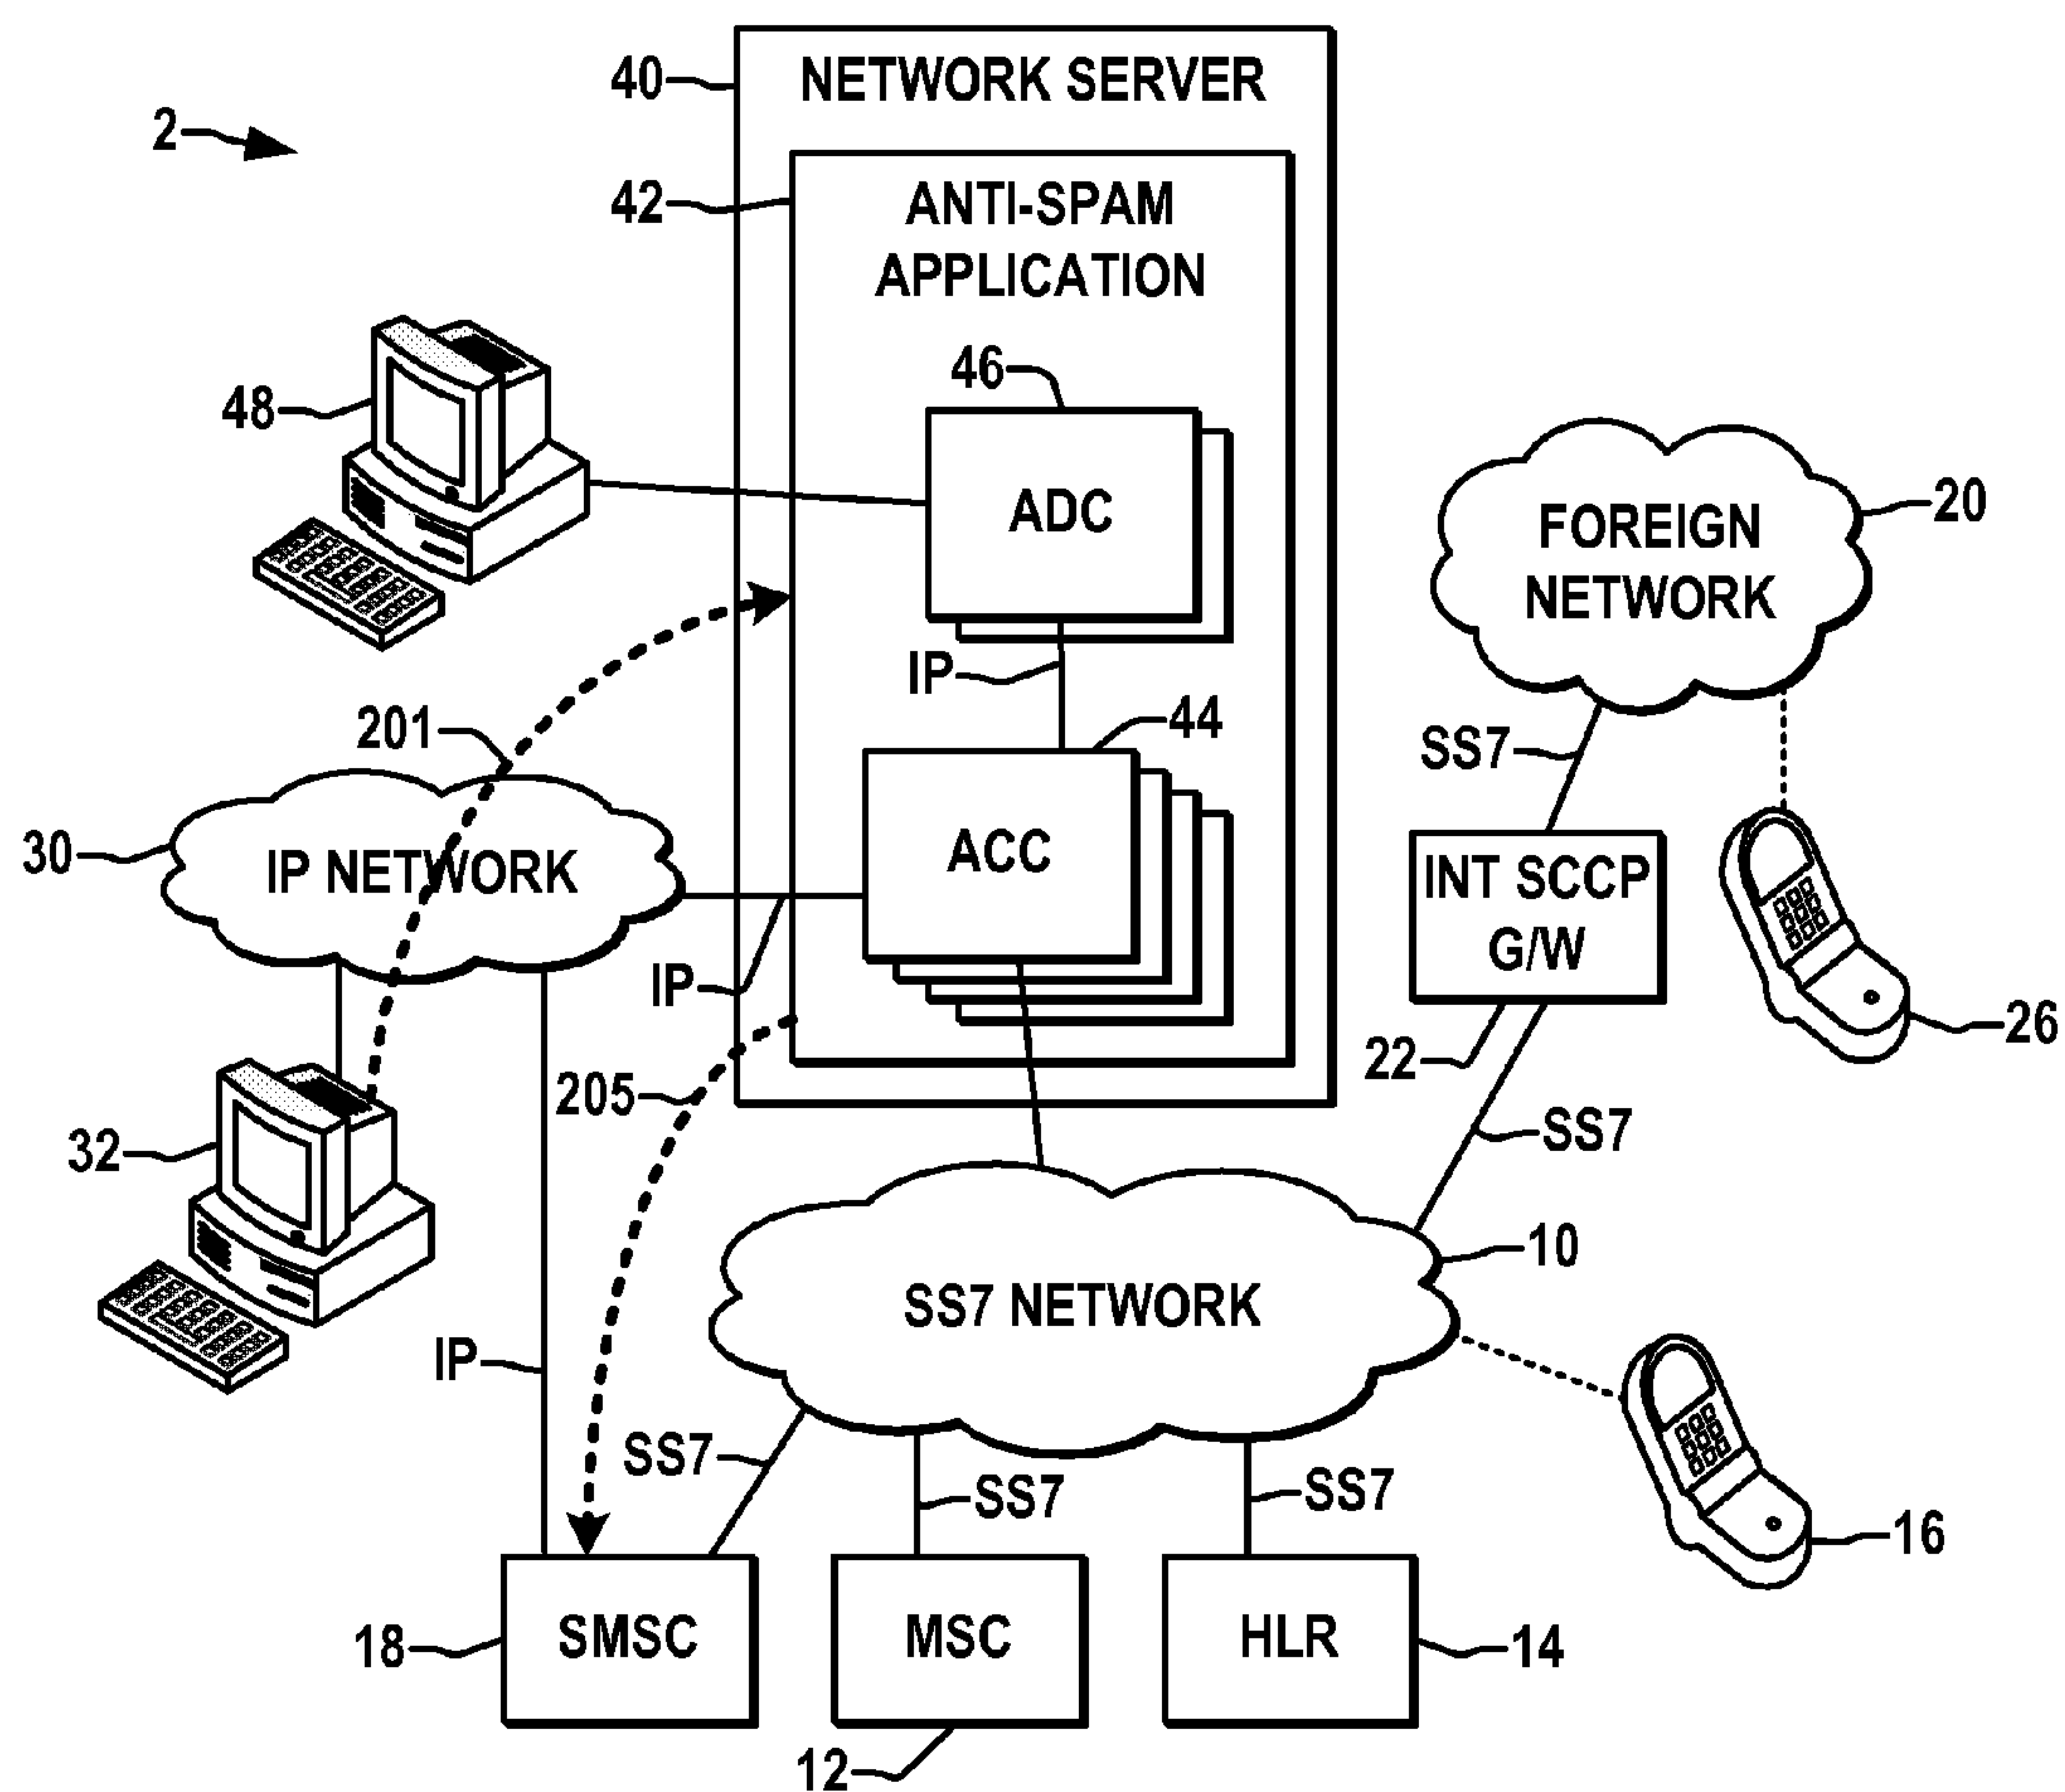 40
NETWORK SERVER
2
42
ANTI-SPAM
APPLICATION
46
48
ADC
20
FOREIGN
NETWORK
IP
201
44
SS7
30
IP NETWORK
ACC
INT SCCP
G/W
IP
26
22
205
SS7
32
10
SS7 NETWORK
IP
SS7
SS7
SS7
16
18
SMSC
MSC
HLR
14
12